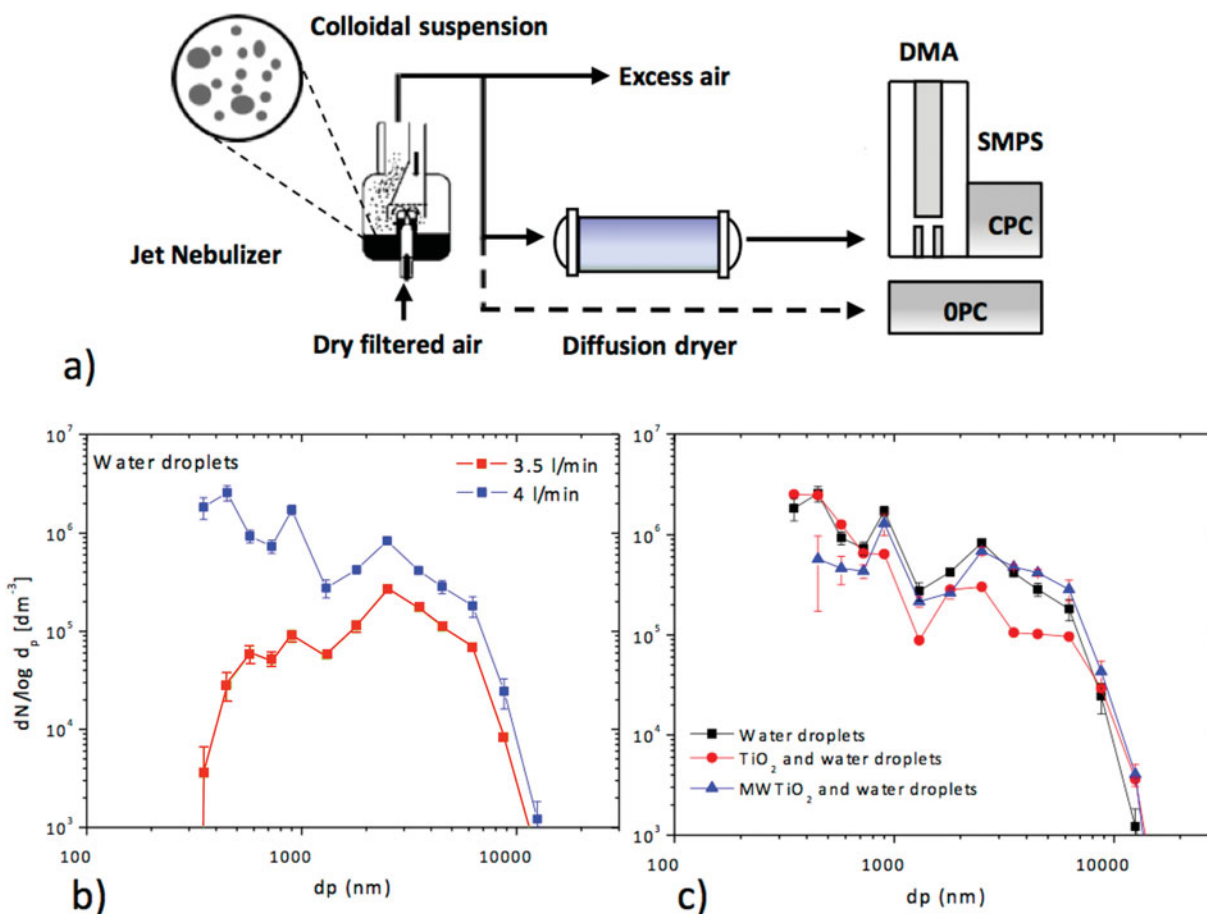 Colloidal suspension
Excess air
DMA
SMPS
CPC
Jet Nebulizer
0PC
Dry filtered air
Diffusion dryer
a)
10⁷
10⁶
10⁵
10⁴
10³
dN/log d_p [dm⁻³]
Water droplets
3.5 l/min
4 l/min
100
1000
10000
dp (nm)
b)
10⁷
10⁶
10⁵
10⁴
10³
Water droplets
TiO₂ and water droplets
MWTiO₂ and water droplets
100
1000
10000
dp (nm)
c)